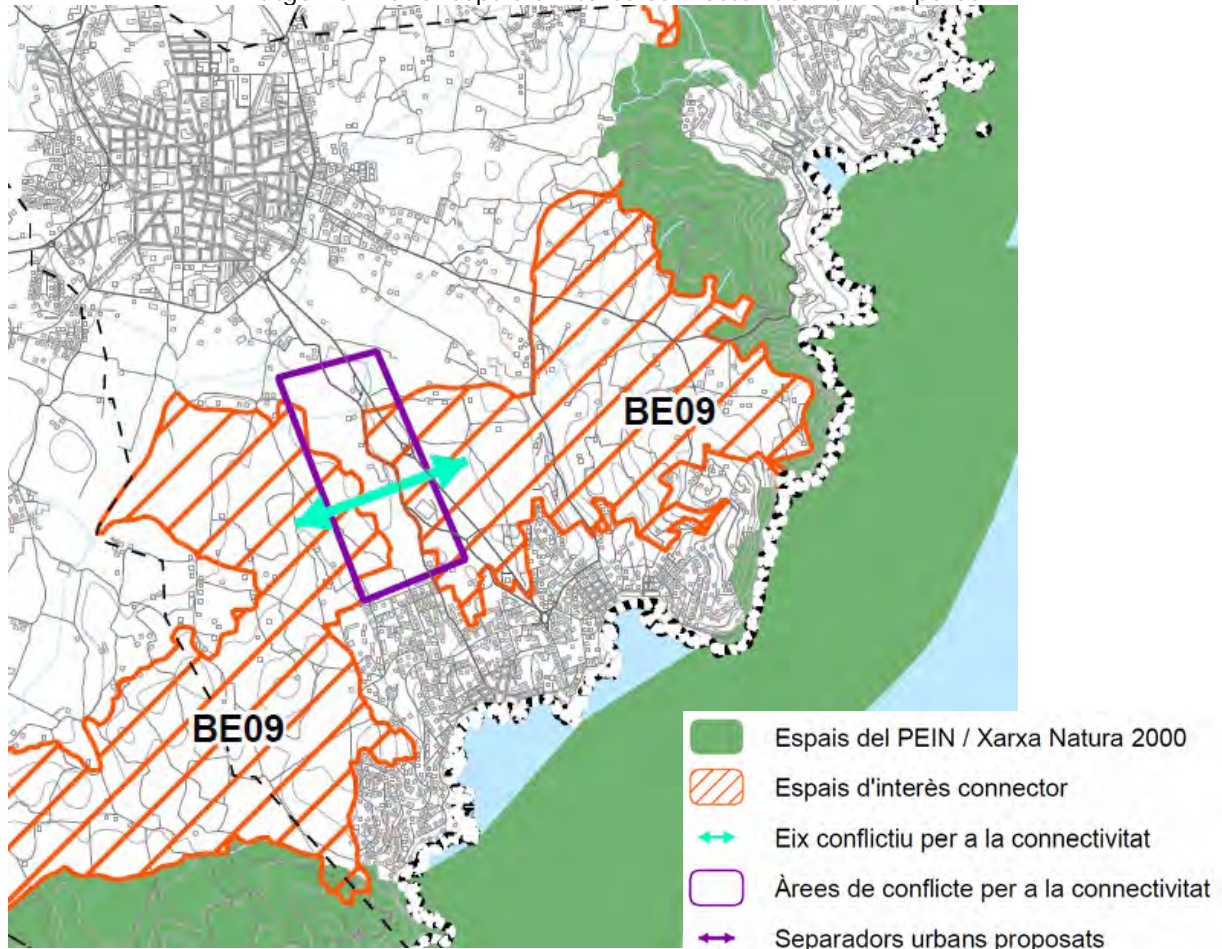 BE09
BE09
Espais del PEIN / Xarxa Natura 2000
Espais d'interès connector
Eix conflictiu per a la connectivitat
Àrees de conflicte per a la connectivitat
Separadors urbans proposats